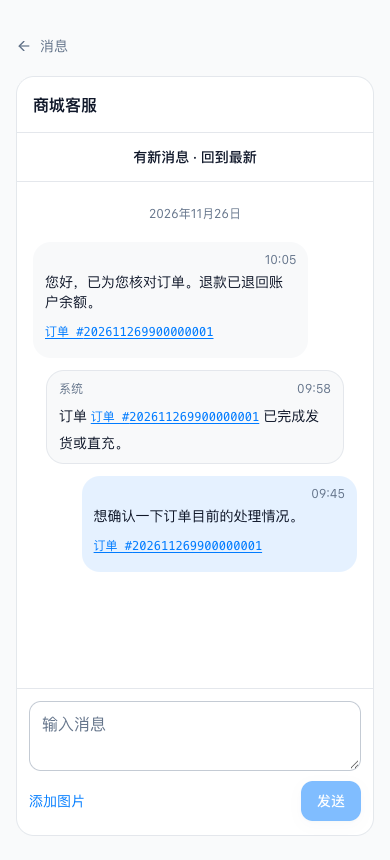 消息
商城客服
有新消息 · 回到最新
2026年11月26日
10:05
您好，已为您核对订单。退款已退回账
户余额。
订单 #202611269900000001
系统 09:58
订单 订单 #202611269900000001 已完成发
货或直充。
09:45
想确认一下订单目前的处理情况。
订单 #202611269900000001
输入消息
添加图片 发送